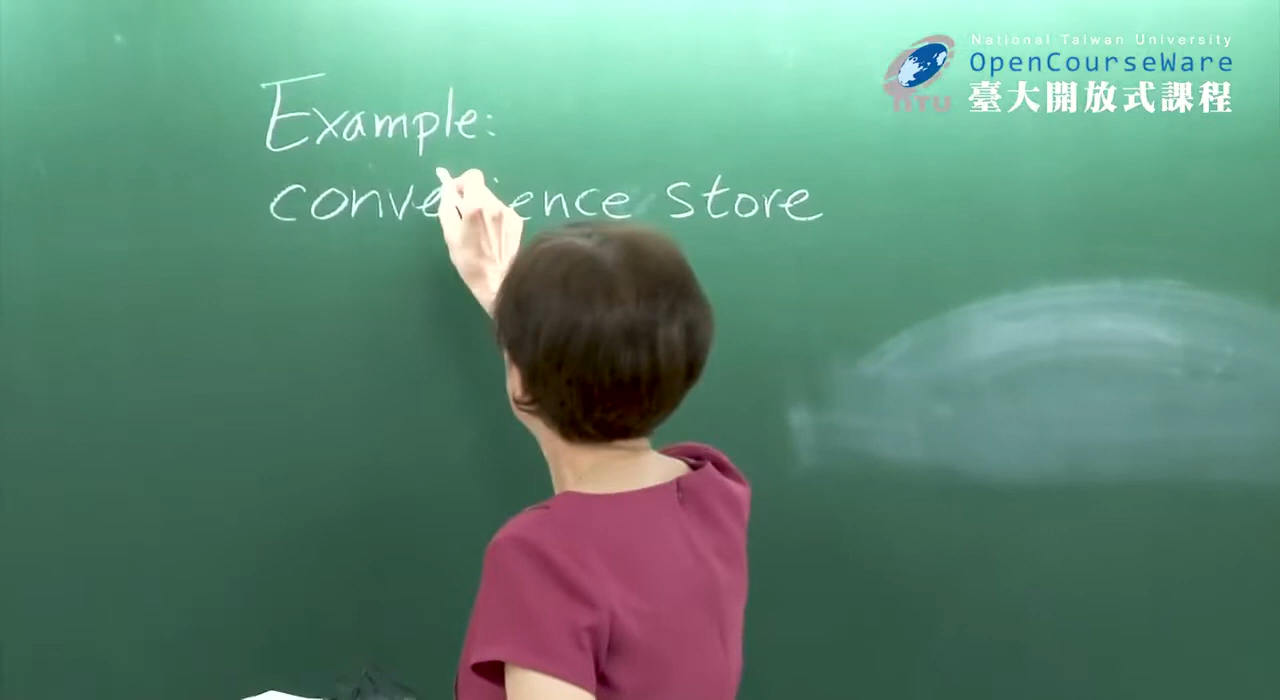 National Taiwan University
OpenCourseWare
臺大開放式課程
NTU
Example:
convenience store